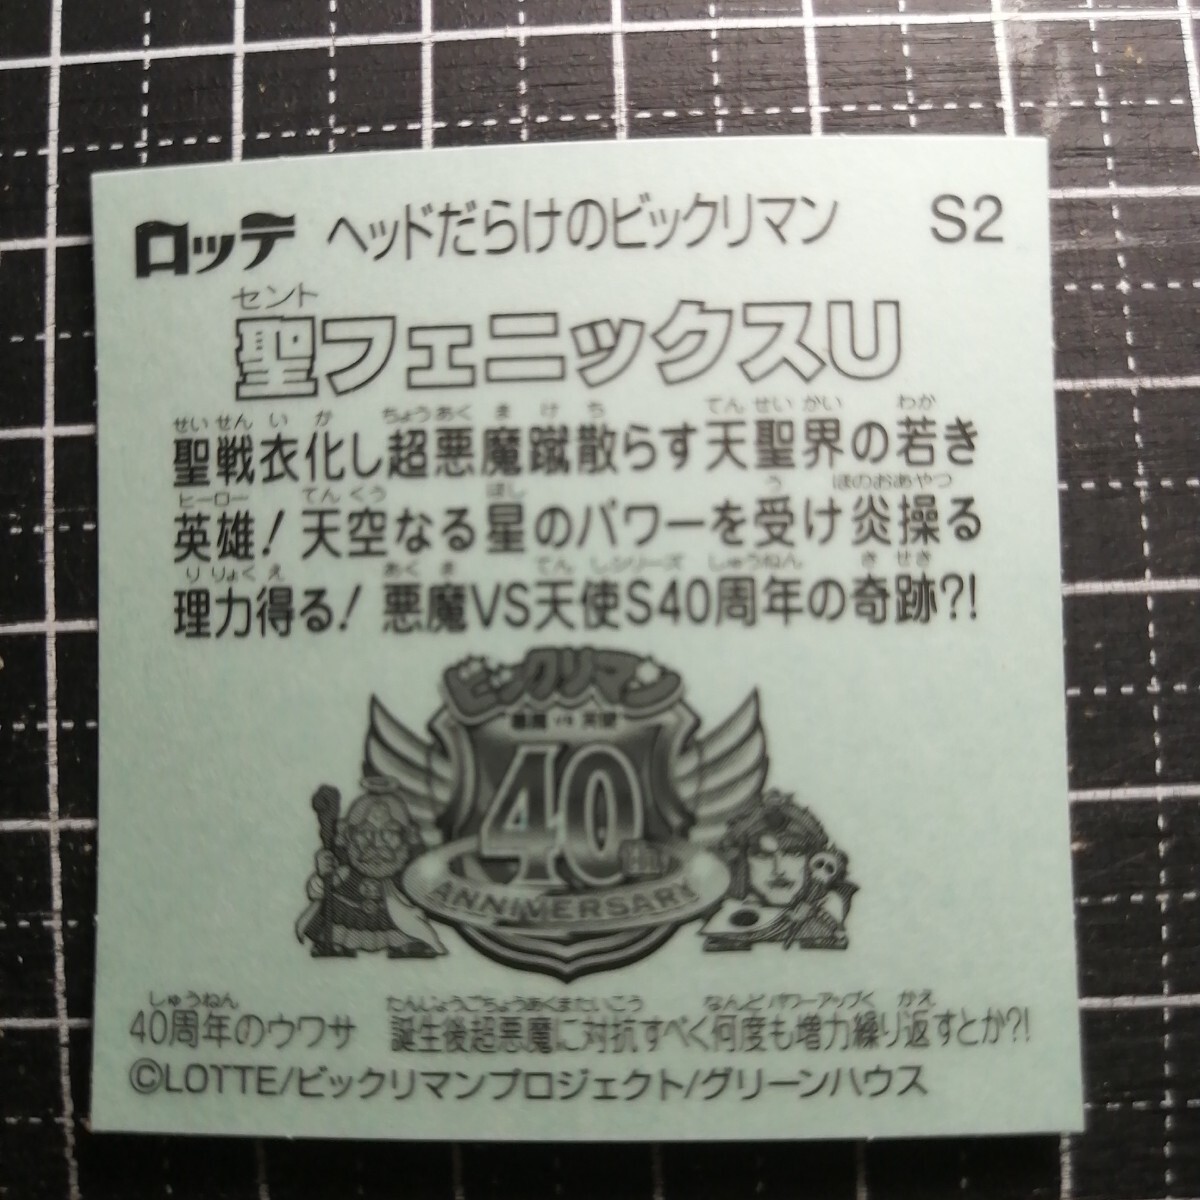 ロッテ ヘッドだらけのビックリマン S2
セント
聖フェニックスU
せいせんいか ちょうあくまけち てんせいかい わか
聖戦衣化し超悪魔蹴散らす天聖界の若き
ヒーロー てんくう ほし う ほのおあやつ
英雄!天空なる星のパワーを受け炎操る
りりょくえ あくま てんしシリーズ しゅうねん きせき
理力得る!悪魔VS天使S40周年の奇跡?!
ビックリマン
悪魔 VS 天使
40th
ANNIVERSARY
しゅうねん たんじょうごちょうあくまたいこう なんどパワーアップく かえ
40周年のウワサ 誕生後超悪魔に対抗すべく何度も増力繰り返すとか?!
©LOTTE/ビックリマンプロジェクト/グリーンハウス